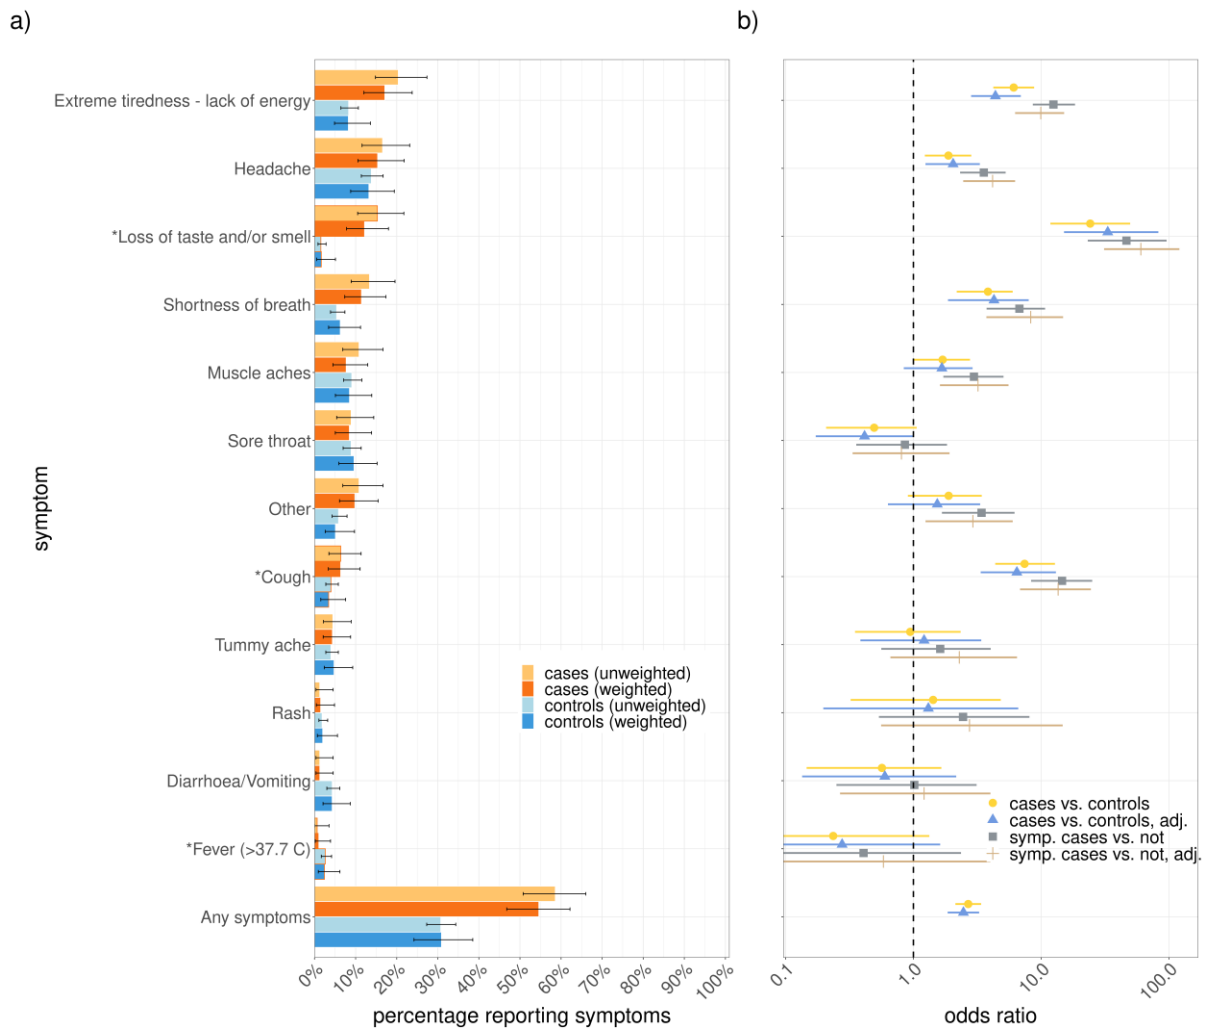 a)
b)
symptom
Extreme tiredness - lack of energy
Headache
*Loss of taste and/or smell
Shortness of breath
Muscle aches
Sore throat
Other
*Cough
Tummy ache
Rash
Diarrhoea/Vomiting
*Fever (>37.7 C)
Any symptoms
cases (unweighted)
cases (weighted)
controls (unweighted)
controls (weighted)
0% 10% 20% 30% 40% 50% 60% 70% 80% 90% 100%
percentage reporting symptoms
cases vs. controls
cases vs. controls, adj.
symp. cases vs. not
symp. cases vs. not, adj.
0.1 1.0 10.0 100.0
odds ratio